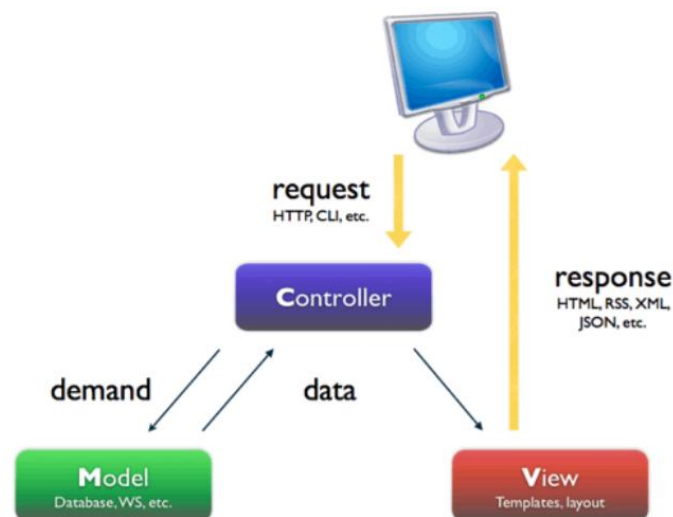 request
HTTP, CLI, etc.
response
HTML, RSS, XML,
JSON, etc.
Controller
demand
data
Model
Database, WS, etc.
View
Templates, layout